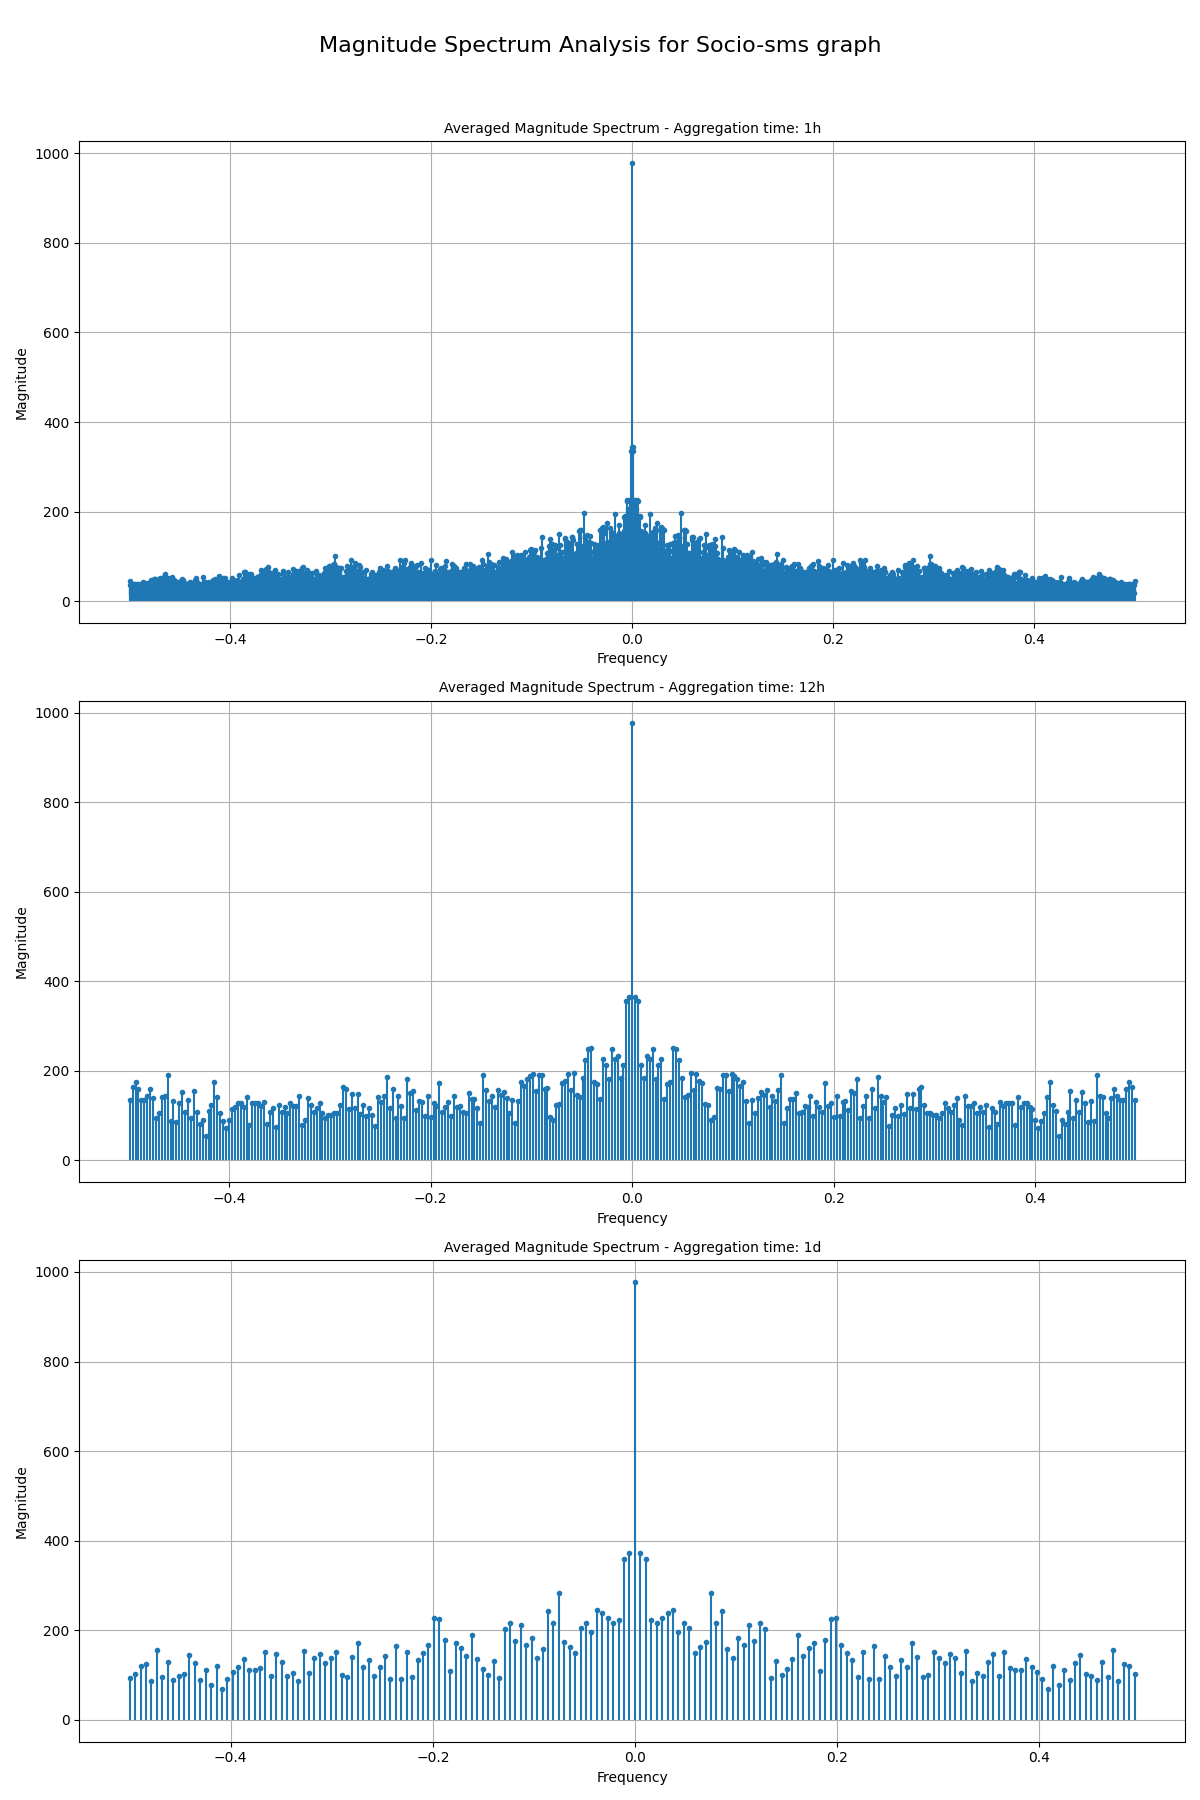 Magnitude Spectrum Analysis for Socio-sms graph
Averaged Magnitude Spectrum - Aggregation time: 1h
1000
800
600
400
200
0
Magnitude
−0.4 −0.2 0.0 0.2 0.4
Frequency
Averaged Magnitude Spectrum - Aggregation time: 12h
1000
800
600
400
200
0
Magnitude
−0.4 −0.2 0.0 0.2 0.4
Frequency
Averaged Magnitude Spectrum - Aggregation time: 1d
1000
800
600
400
200
0
Magnitude
−0.4 −0.2 0.0 0.2 0.4
Frequency